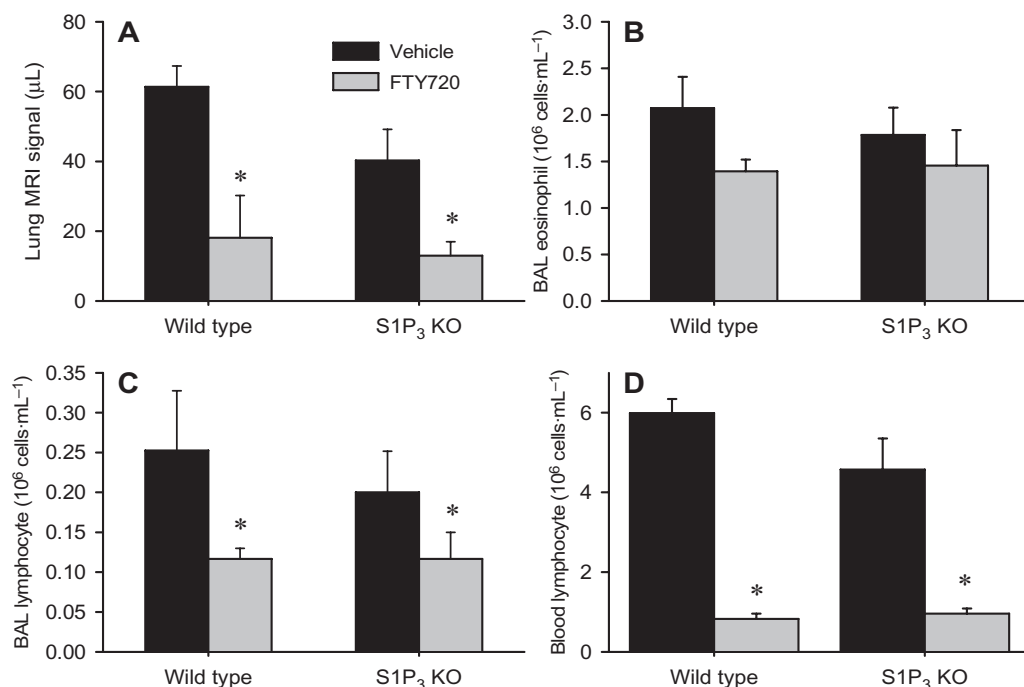 A
Lung MRI signal (μL)
80
60
40
20
0
Vehicle
FTY720
*
*
Wild type
S1P₃ KO
B
BAL eosinophil (10⁶ cells·mL⁻¹)
3.0
2.5
2.0
1.5
1.0
0.5
0.0
Wild type
S1P₃ KO
C
BAL lymphocyte (10⁶ cells·mL⁻¹)
0.35
0.30
0.25
0.20
0.15
0.10
0.05
0.00
*
*
Wild type
S1P₃ KO
D
Blood lymphocyte (10⁶ cells·mL⁻¹)
6
4
2
0
*
*
Wild type
S1P₃ KO